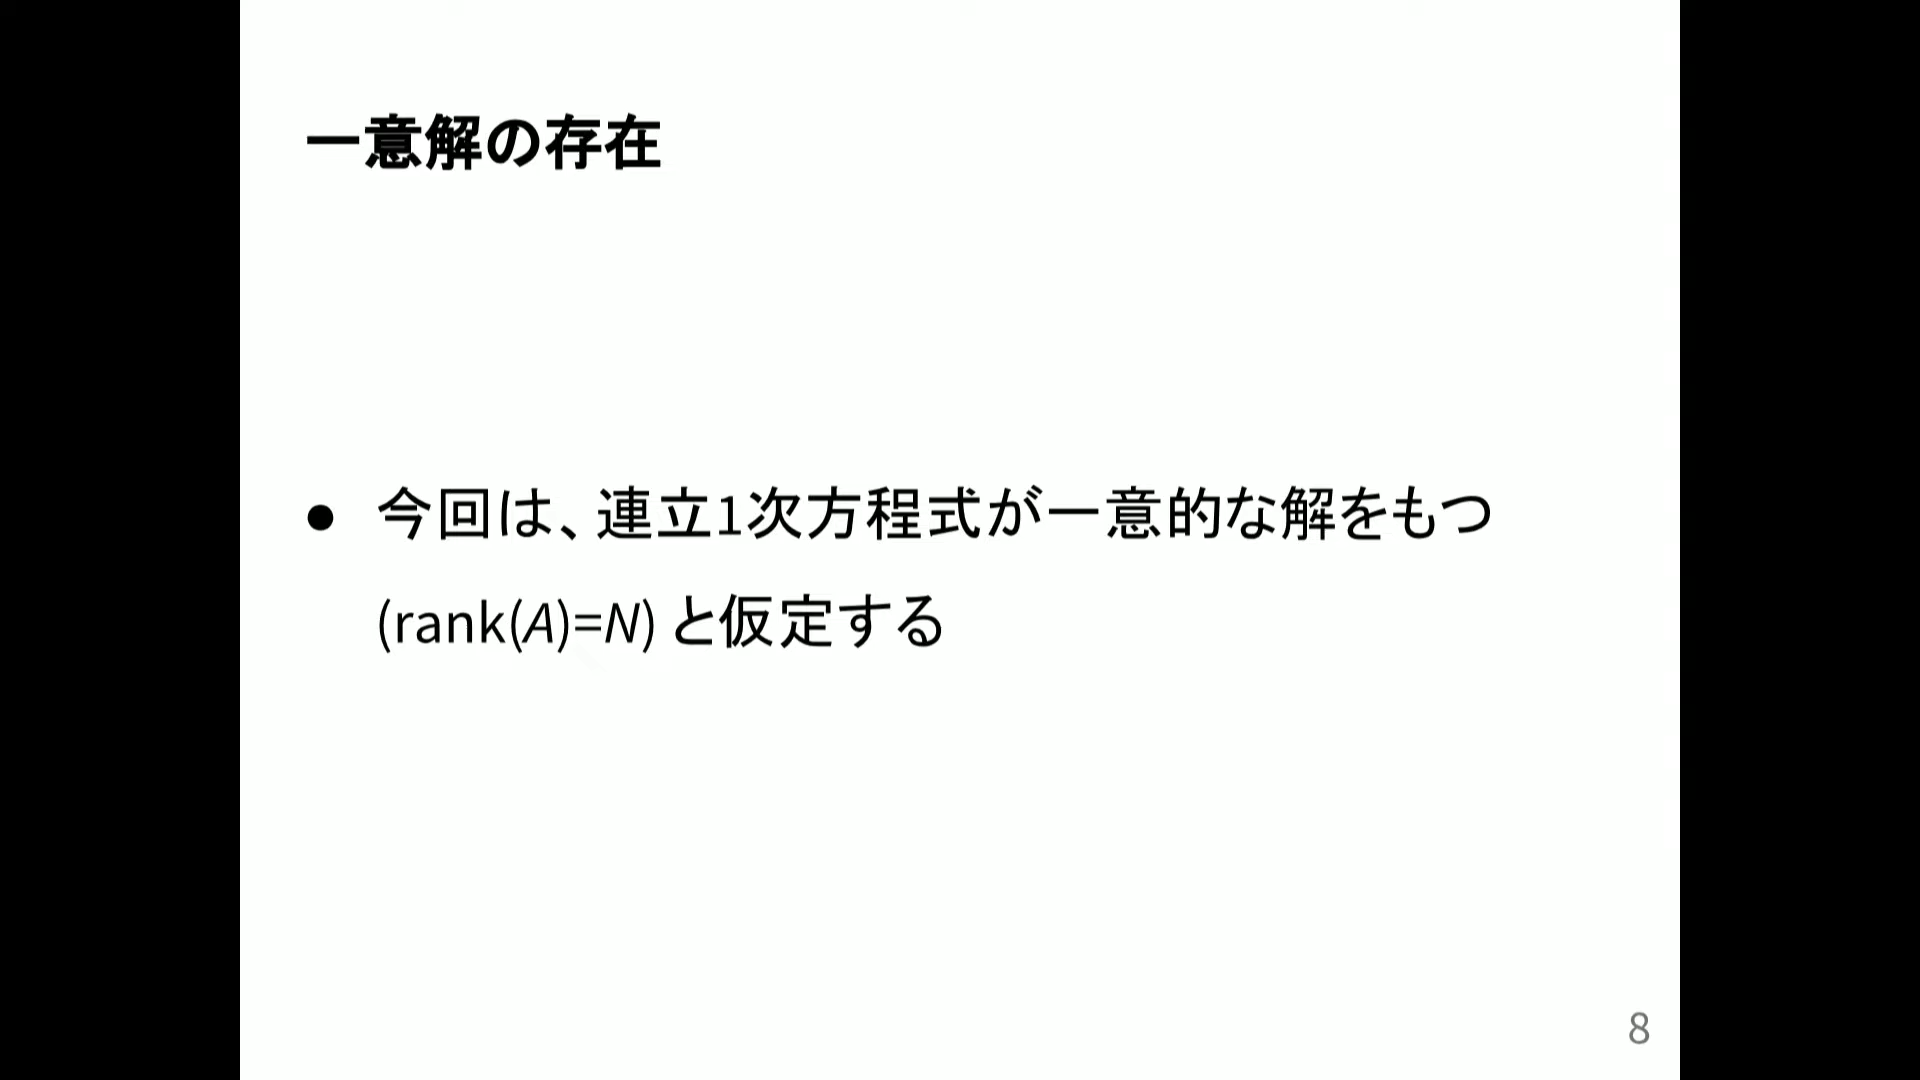 一意解の存在
● 今回は、連立1次方程式が一意的な解をもつ
(rank(A)=N) と仮定する
8